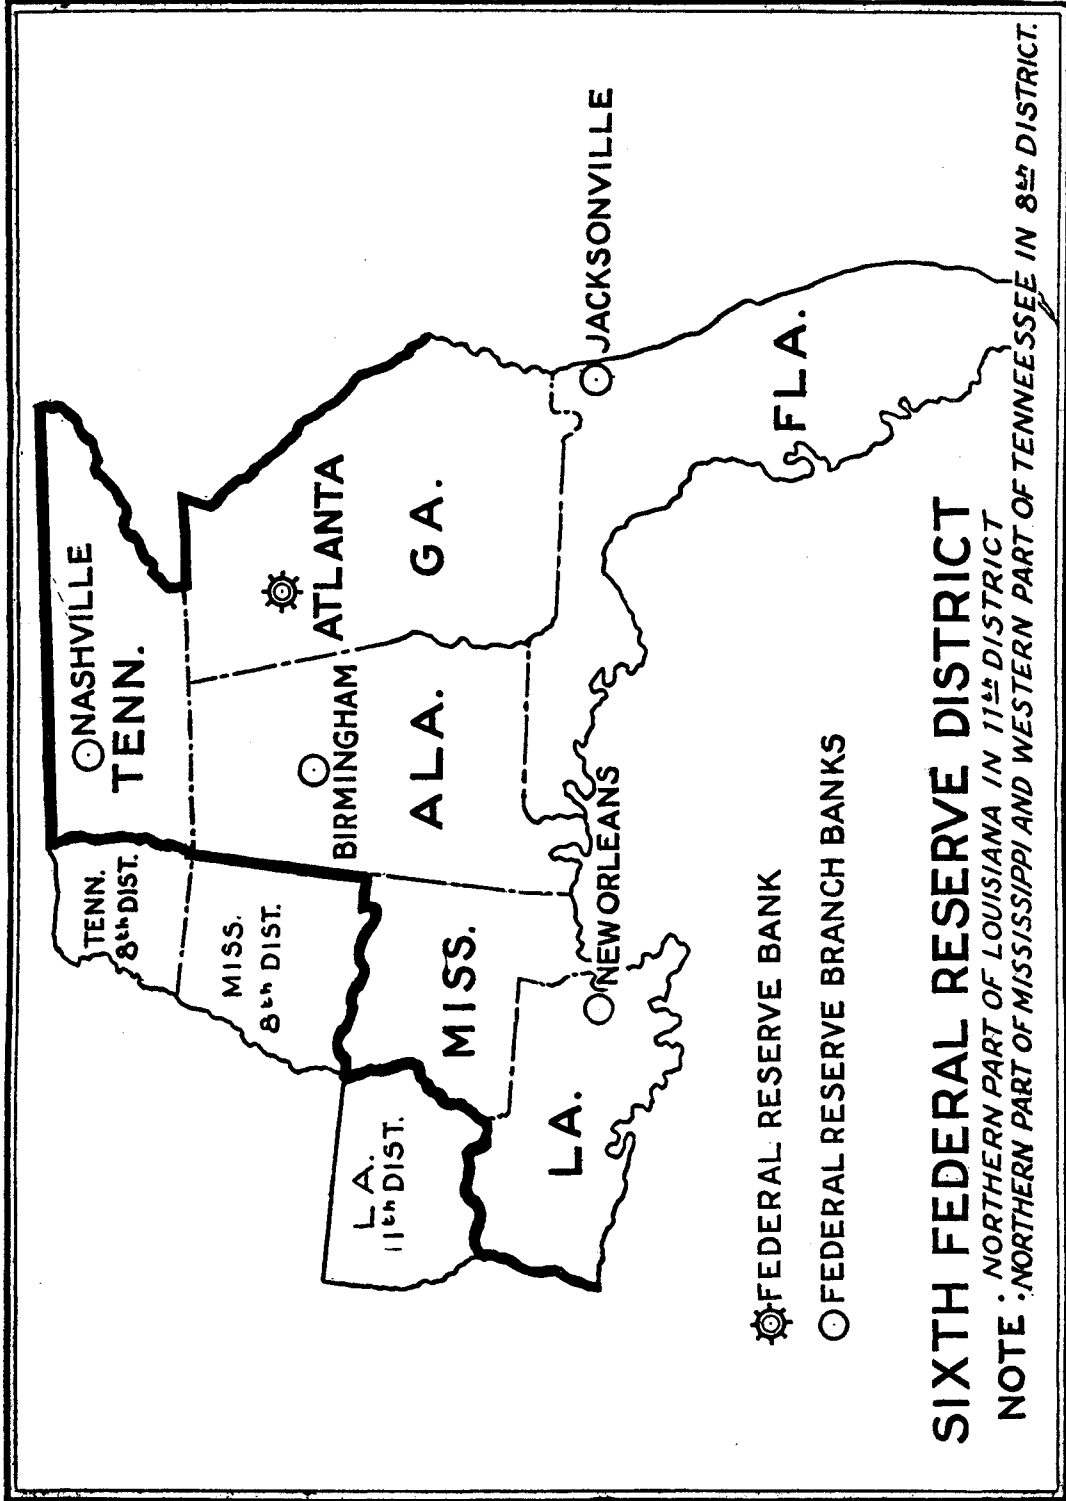 NASHVILLE
TENN.
TENN.
8th DIST.
MISS.
8th DIST.
ATLANTA
BIRMINGHAM
GA.
ALA.
MISS.
LA.
11th DIST.
LA.
NEW ORLEANS
JACKSONVILLE
FLA.
FEDERAL RESERVE BANK
FEDERAL RESERVE BRANCH BANKS
SIXTH FEDERAL RESERVE DISTRICT
NOTE: NORTHERN PART OF LOUISIANA IN 11th DISTRICT
NORTHERN PART OF MISSISSIPPI AND WESTERN PART OF TENNEESSEE IN 8th DISTRICT.